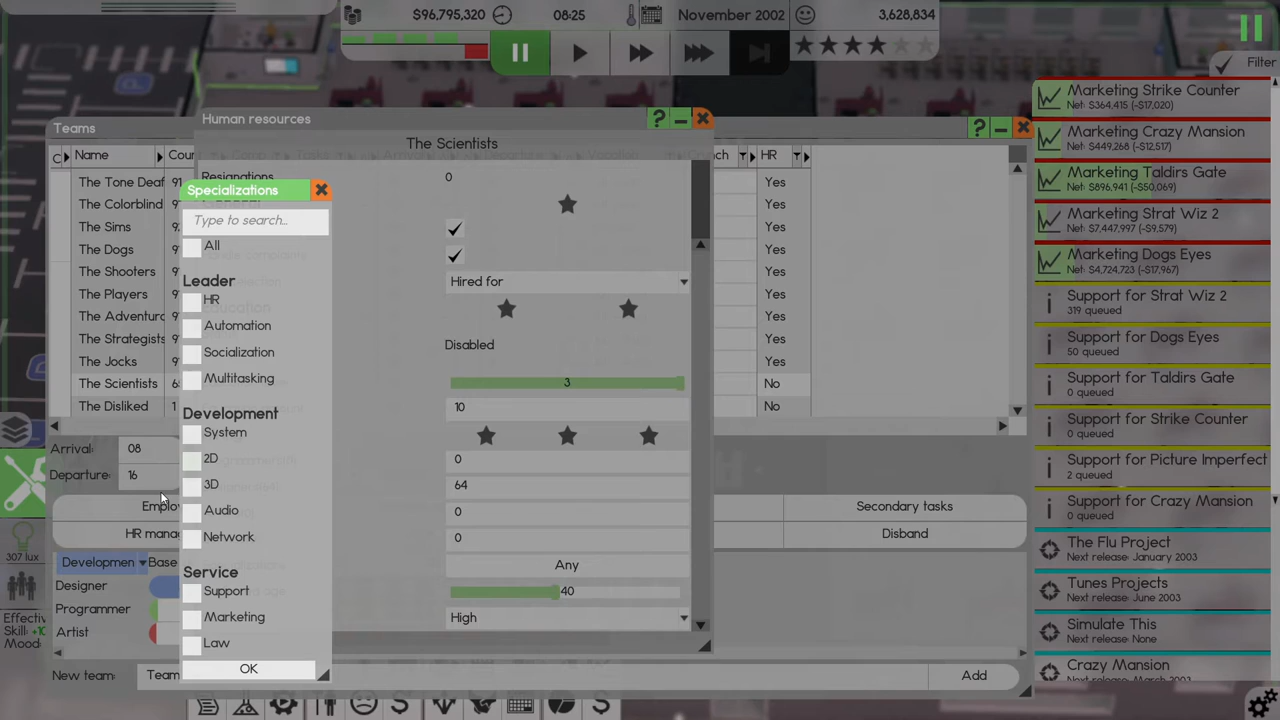 $96,795,320
08:25
November 2002
3,628,834
Filter
Human resources
Teams
The Scientists
Name
HR
Resignations
0
Specializations
Type to search...
All
Leader
HR
Automation
Socialization
Multitasking
Development
System
2D
3D
Audio
Network
Service
Support
Marketing
Law
OK
Hired for
Disabled
3
10
0
64
0
0
Any
40
High
The Tone Deaf 91
Yes
The Colorblind
Yes
The Sims
Yes
The Dogs
Yes
The Shooters
Yes
The Players
Yes
Yes
Yes
The Jocks
Yes
The Scientists
No
The Disliked 1
No
Arrival: 08
Departure: 16
Secondary tasks
Disband
Base
Designer
Programmer
Artist
New team:
Team
Add
Marketing Strike Counter
Net: $364,415 (-$17,020)
Marketing Crazy Mansion
Net: $449,268 (-$12,517)
Marketing Taldirs Gate
Net: $896,941 (-$50,069)
Marketing Strat Wiz 2
Net: $7,447,997 (-$9,579)
Marketing Dogs Eyes
Net: $4,724,723 (-$17,967)
Support for Strat Wiz 2
319 queued
Support for Dogs Eyes
50 queued
Support for Taldirs Gate
0 queued
Support for Strike Counter
0 queued
Support for Picture Imperfect
2 queued
Support for Crazy Mansion
0 queued
The Flu Project
Next release: January 2003
Tunes Projects
Next release: June 2003
Simulate This
Next release: None
Crazy Mansion
Next release: March 2003
307 lux
Mood: